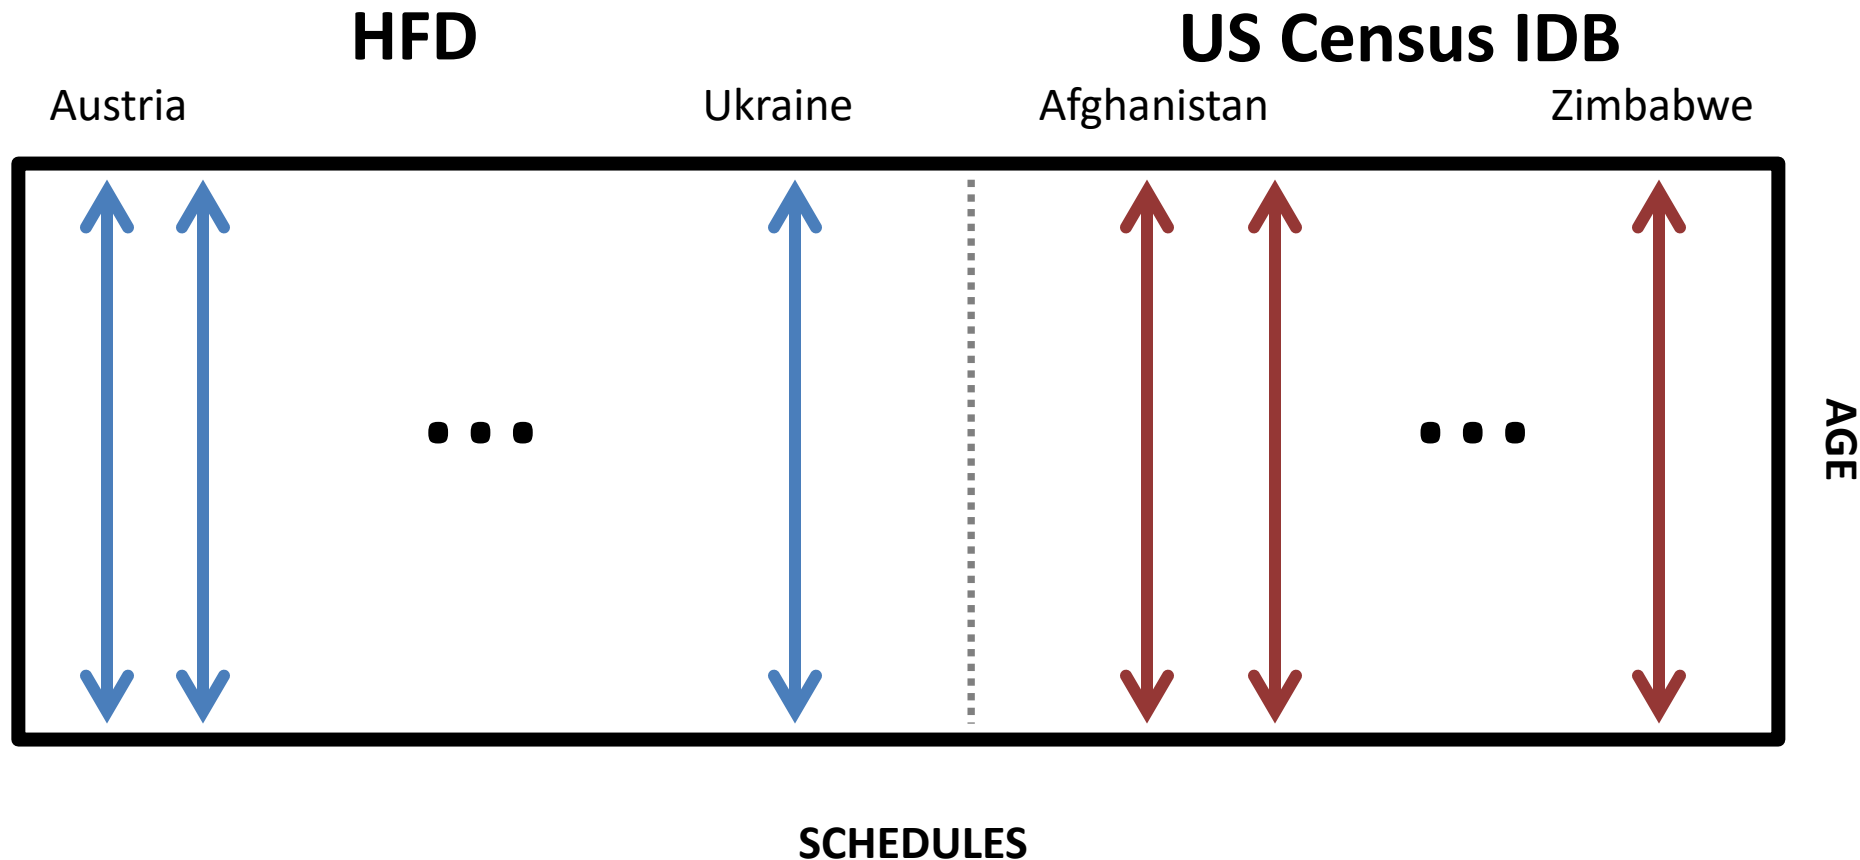 HFD
US Census IDB
Austria
Ukraine
Afghanistan
Zimbabwe
...
...
AGE
SCHEDULES